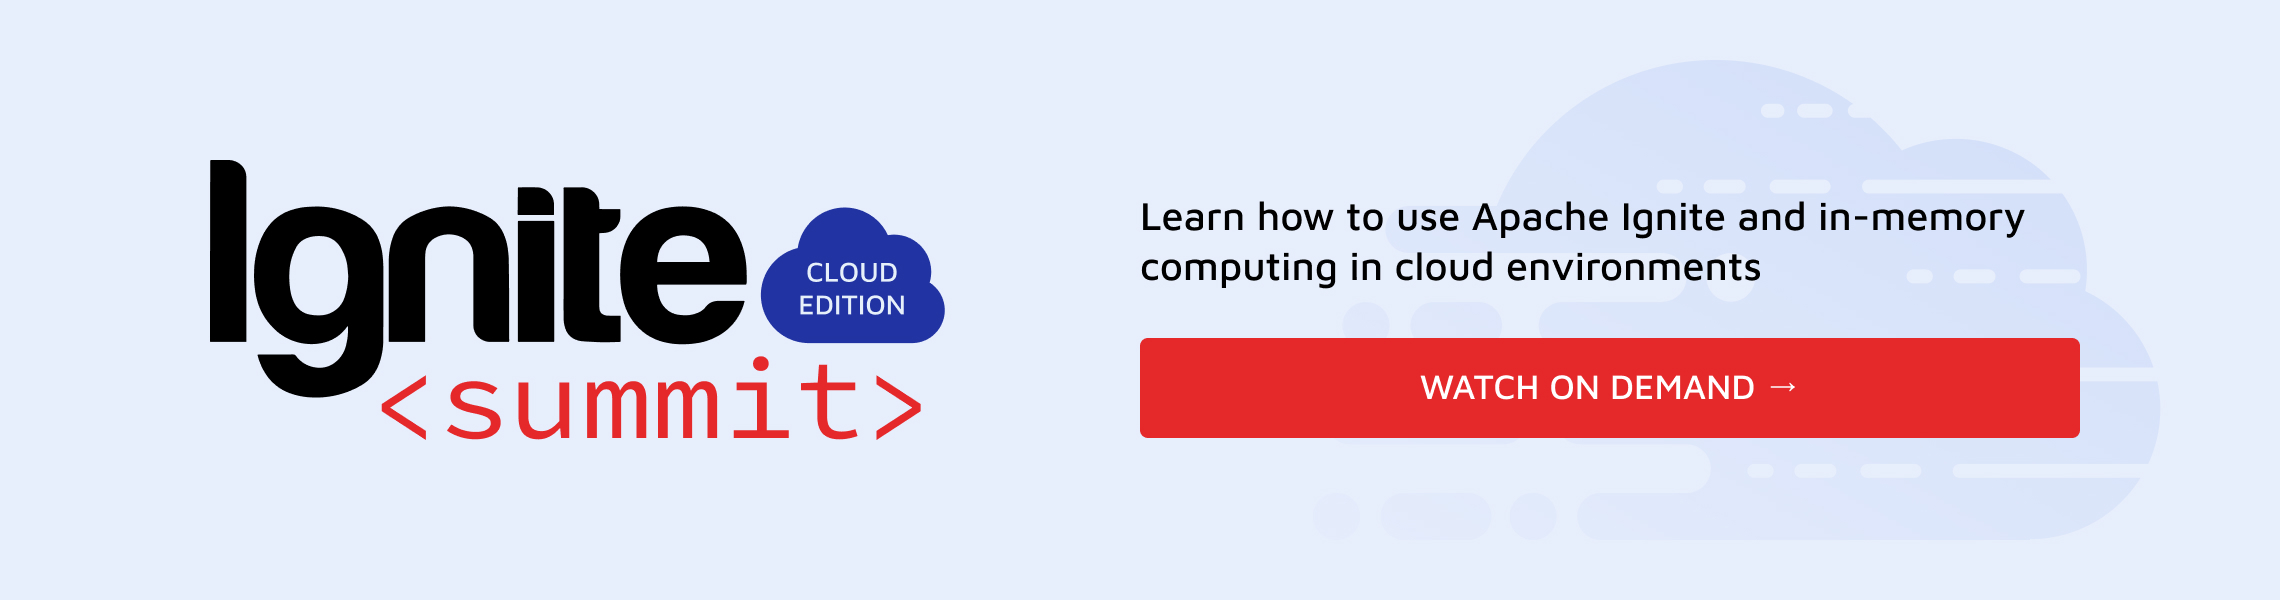 Ignite
CLOUD
EDITION
<summit>
Learn how to use Apache Ignite and in-memory
computing in cloud environments
WATCH ON DEMAND →